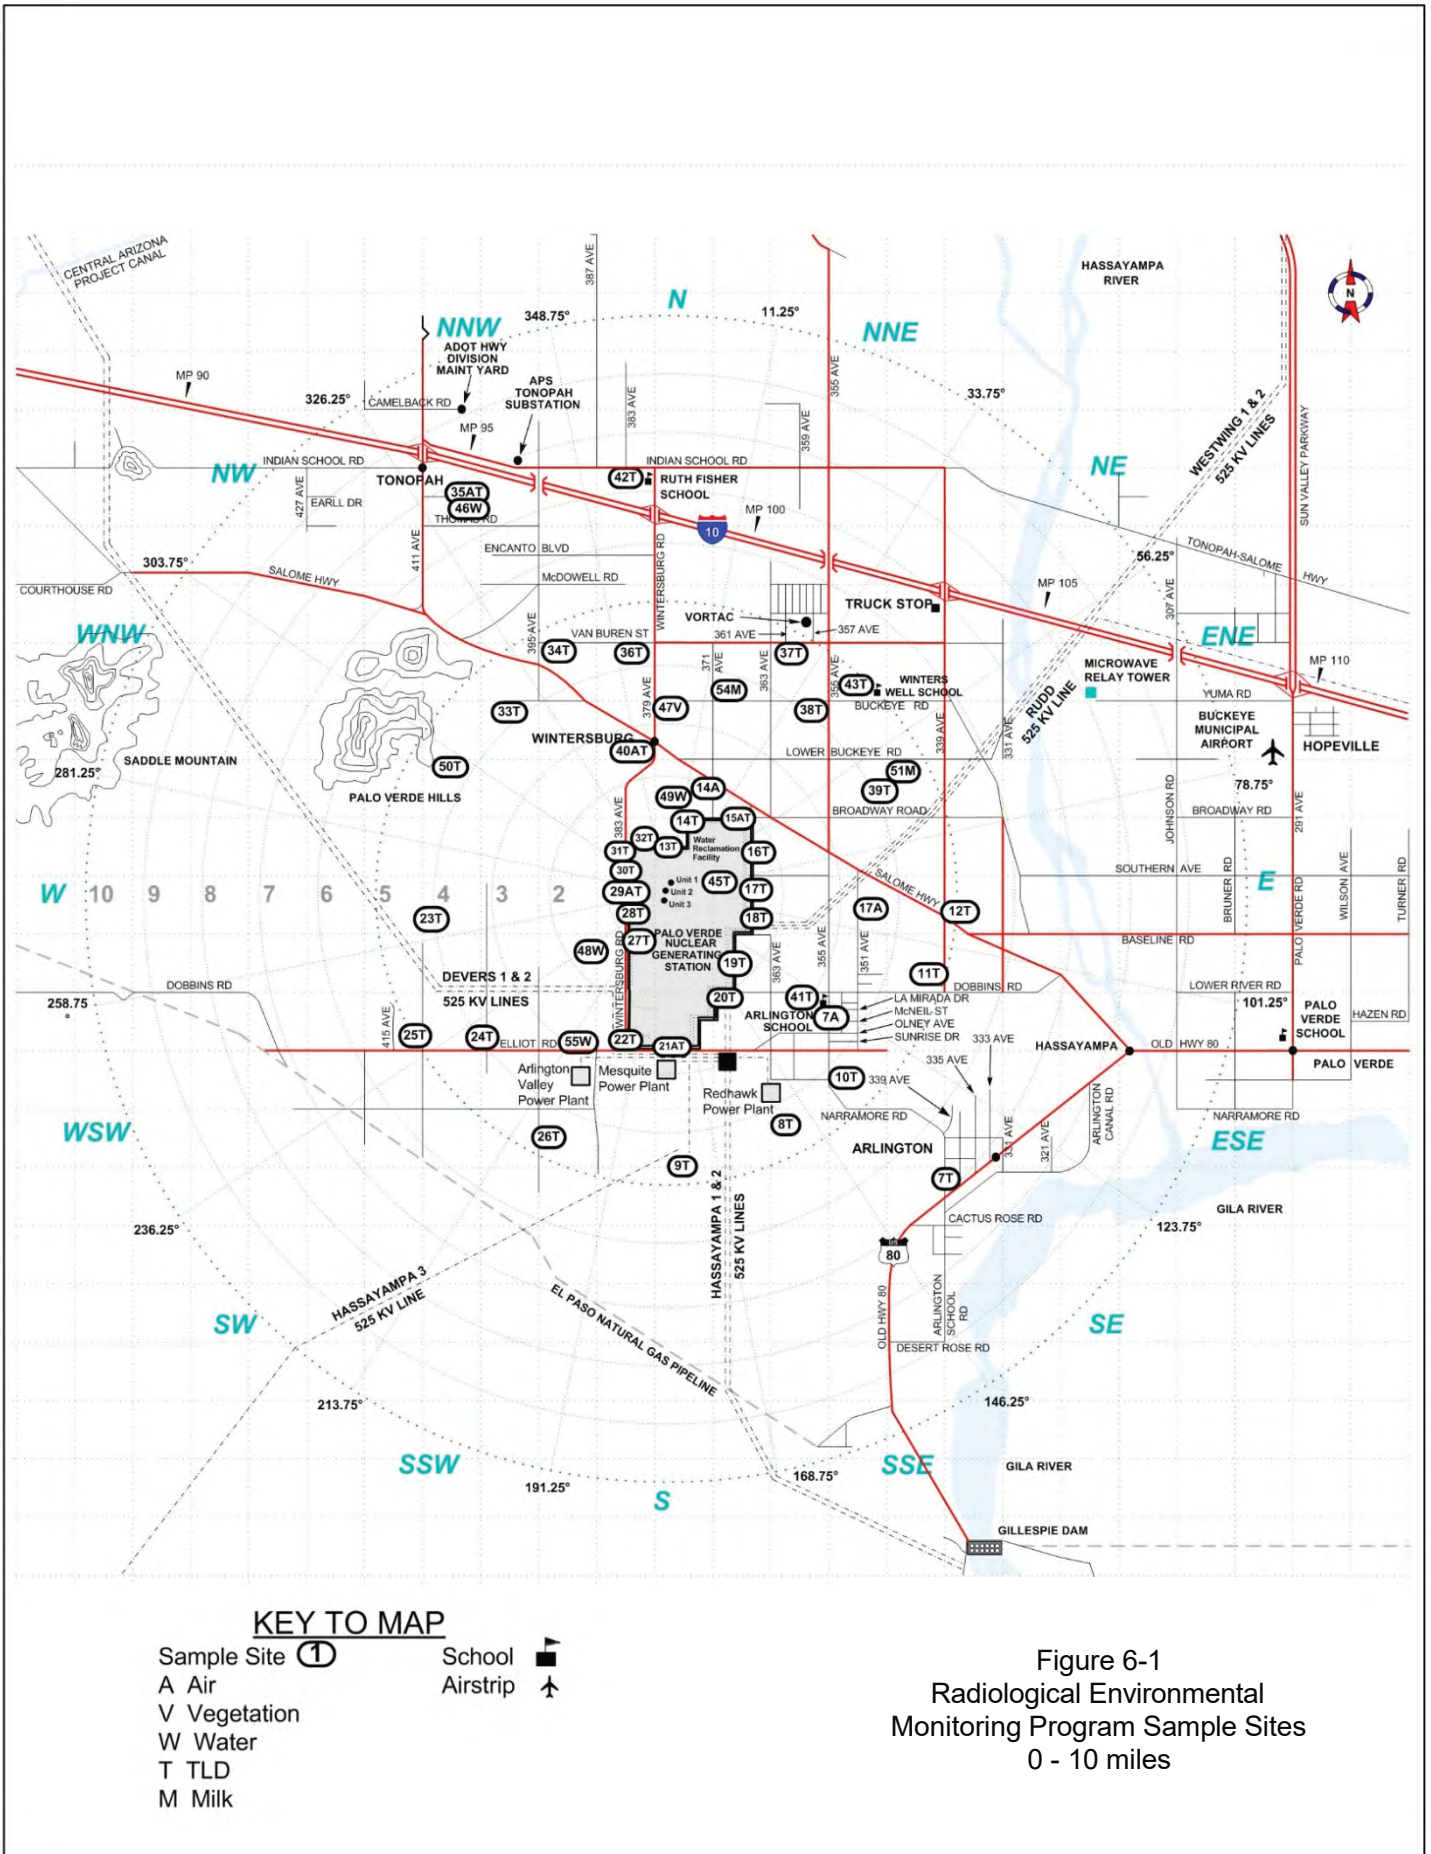 CENTRAL ARIZONA
PROJECT CANAL
387 AVE
HASSAYAMPA
RIVER
N
N
348.75°
11.25°
NNW
NNE
ADOT HWY
DIVISION
MAINT YARD
APS
TONOPAH
SUBSTATION
MP 90
326.25°
CAMELBACK RD
MP 95
383 AVE
359 AVE
355 AVE
33.75°
WESTWING 1 & 2
525 KV LINES
SUN VALLEY PARKWAY
NW
INDIAN SCHOOL RD
TONOPAH
INDIAN SCHOOL RD
42T
RUTH FISHER
SCHOOL
NE
427 AVE
EARLL DR
35AT
46W
THOMAS RD
MP 100
10
411 AVE
ENCANTO BLVD
WINTERSBURG RD
303.75°
SALOME HWY
McDOWELL RD
COURTHOUSE RD
56.25°
TONOPAH-SALOME HWY
MP 105
307 AVE
TRUCK STOP
VORTAC
361 AVE
357 AVE
WNW
395 AVE
VAN BUREN ST
34T
36T
37T
ENE
371
AVE
363 AVE
355 AVE
43T
WINTERS
WELL SCHOOL
BUCKEYE RD
MICROWAVE
RELAY TOWER
MP 110
YUMA RD
54M
379 AVE
47V
38T
33T
RUDD
525 KV LINE
BUCKEYE
MUNICIPAL
AIRPORT
HOPEVILLE
WINTERSBURG
40AT
LOWER BUCKEYE RD
339 AVE
331 AVE
SADDLE MOUNTAIN
281.25°
50T
51M
39T
78.75°
PALO VERDE HILLS
14A
49W
383 AVE
BROADWAY ROAD
JOHNSON RD
BROADWAY RD
291 AVE
14T
15AT
32T
13T
31T
Water
Reclamation
Facility
16T
30T
SALOME HWY
SOUTHERN AVE
BRUNER RD
E
WILSON AVE
TURNER RD
W
10
9
8
7
6
5
4
3
2
29AT
Unit 1
Unit 2
Unit 3
45T
17T
28T
18T
17A
12T
23T
27T
PALO VERDE
NUCLEAR
GENERATING
STATION
48W
19T
363 AVE
355 AVE
351 AVE
BASELINE RD
PALO VERDE RD
WINTERSBURG RD
DEVERS 1 & 2
525 KV LINES
11T
DOBBINS RD
DOBBINS RD
258.75
°
20T
41T
7A
ARLINGTON
SCHOOL
LA MIRADA DR
McNEIL ST
OLNEY AVE
SUNRISE DR
LOWER RIVER RD
101.25°
PALO
VERDE
SCHOOL
HAZEN RD
415 AVE
25T
24T
ELLIOT RD
55W
22T
21AT
333 AVE
335 AVE
HASSAYAMPA
OLD HWY 80
PALO VERDE
Arlington
Valley
Power Plant
Mesquite
Power Plant
Redhawk
Power Plant
10T
339 AVE
NARRAMORE RD
ARLINGTON
CANAL RD
NARRAMORE RD
WSW
26T
8T
ARLINGTON
331 AVE
321 AVE
ESE
9T
7T
HASSAYAMPA 1 & 2
525 KV LINES
CACTUS ROSE RD
GILA RIVER
236.25°
123.75°
US
80
HASSAYAMPA 3
525 KV LINE
EL PASO NATURAL GAS PIPELINE
SW
OLD HWY 80
ARLINGTON
SCHOOL
RD
SE
DESERT ROSE RD
213.75°
146.25°
SSW
168.75°
SSE
GILA RIVER
191.25°
S
GILLESPIE DAM
KEY TO MAP
Sample Site 1
School
A Air
Airstrip
V Vegetation
W Water
T TLD
M Milk
Figure 6-1
Radiological Environmental
Monitoring Program Sample Sites
0 - 10 miles